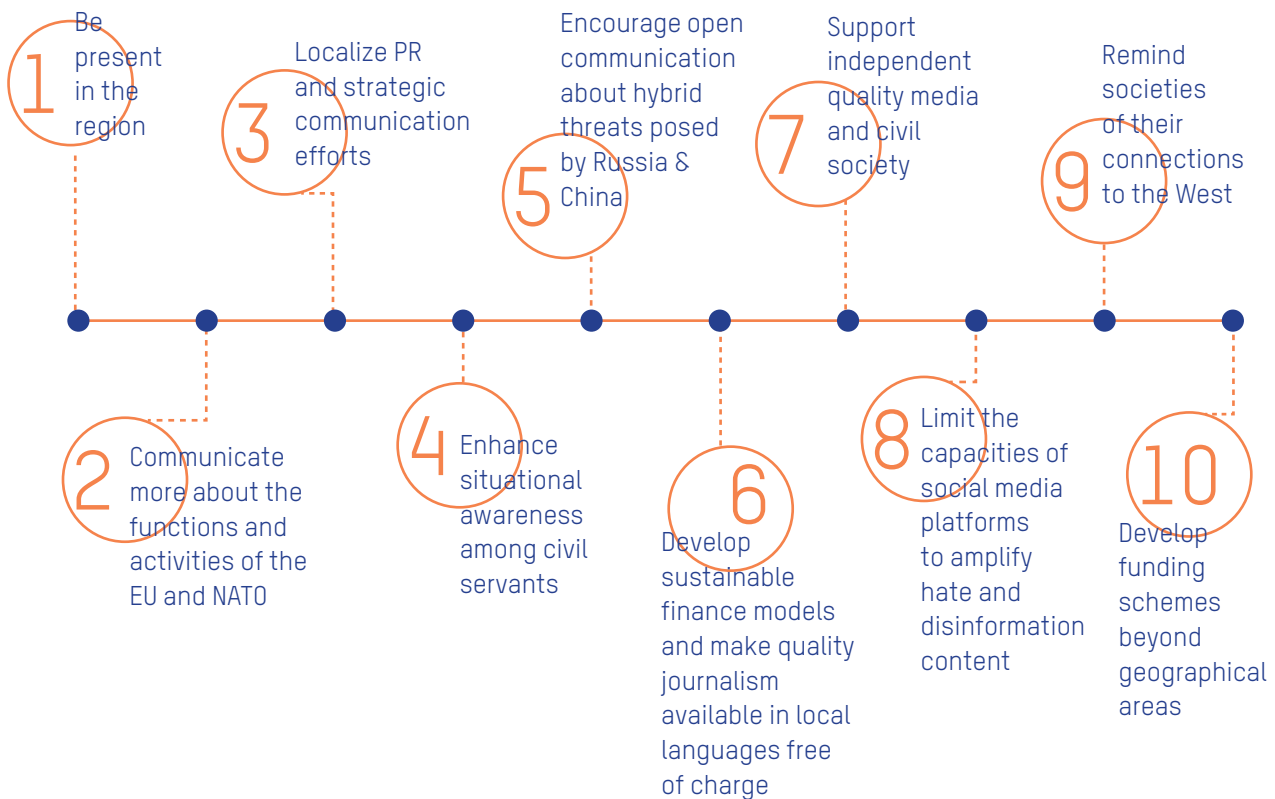 1
Be
present
in the
region
2
Communicate
more about the
functions and
activities of the
EU and NATO
3
Localize PR
and strategic
communication
efforts
4
Enhance
situational
awareness
among civil
servants
5
Encourage open
communication
about hybrid
threats posed
by Russia &
China
6
Develop
sustainable
finance models
and make quality
journalism
available in local
languages free
of charge
7
Support
independent
quality media
and civil
society
8
Limit the
capacities of
social media
platforms
to amplify
hate and
disinformation
content
9
Remind
societies
of their
connections
to the West
10
Develop
funding
schemes
beyond
geographical
areas